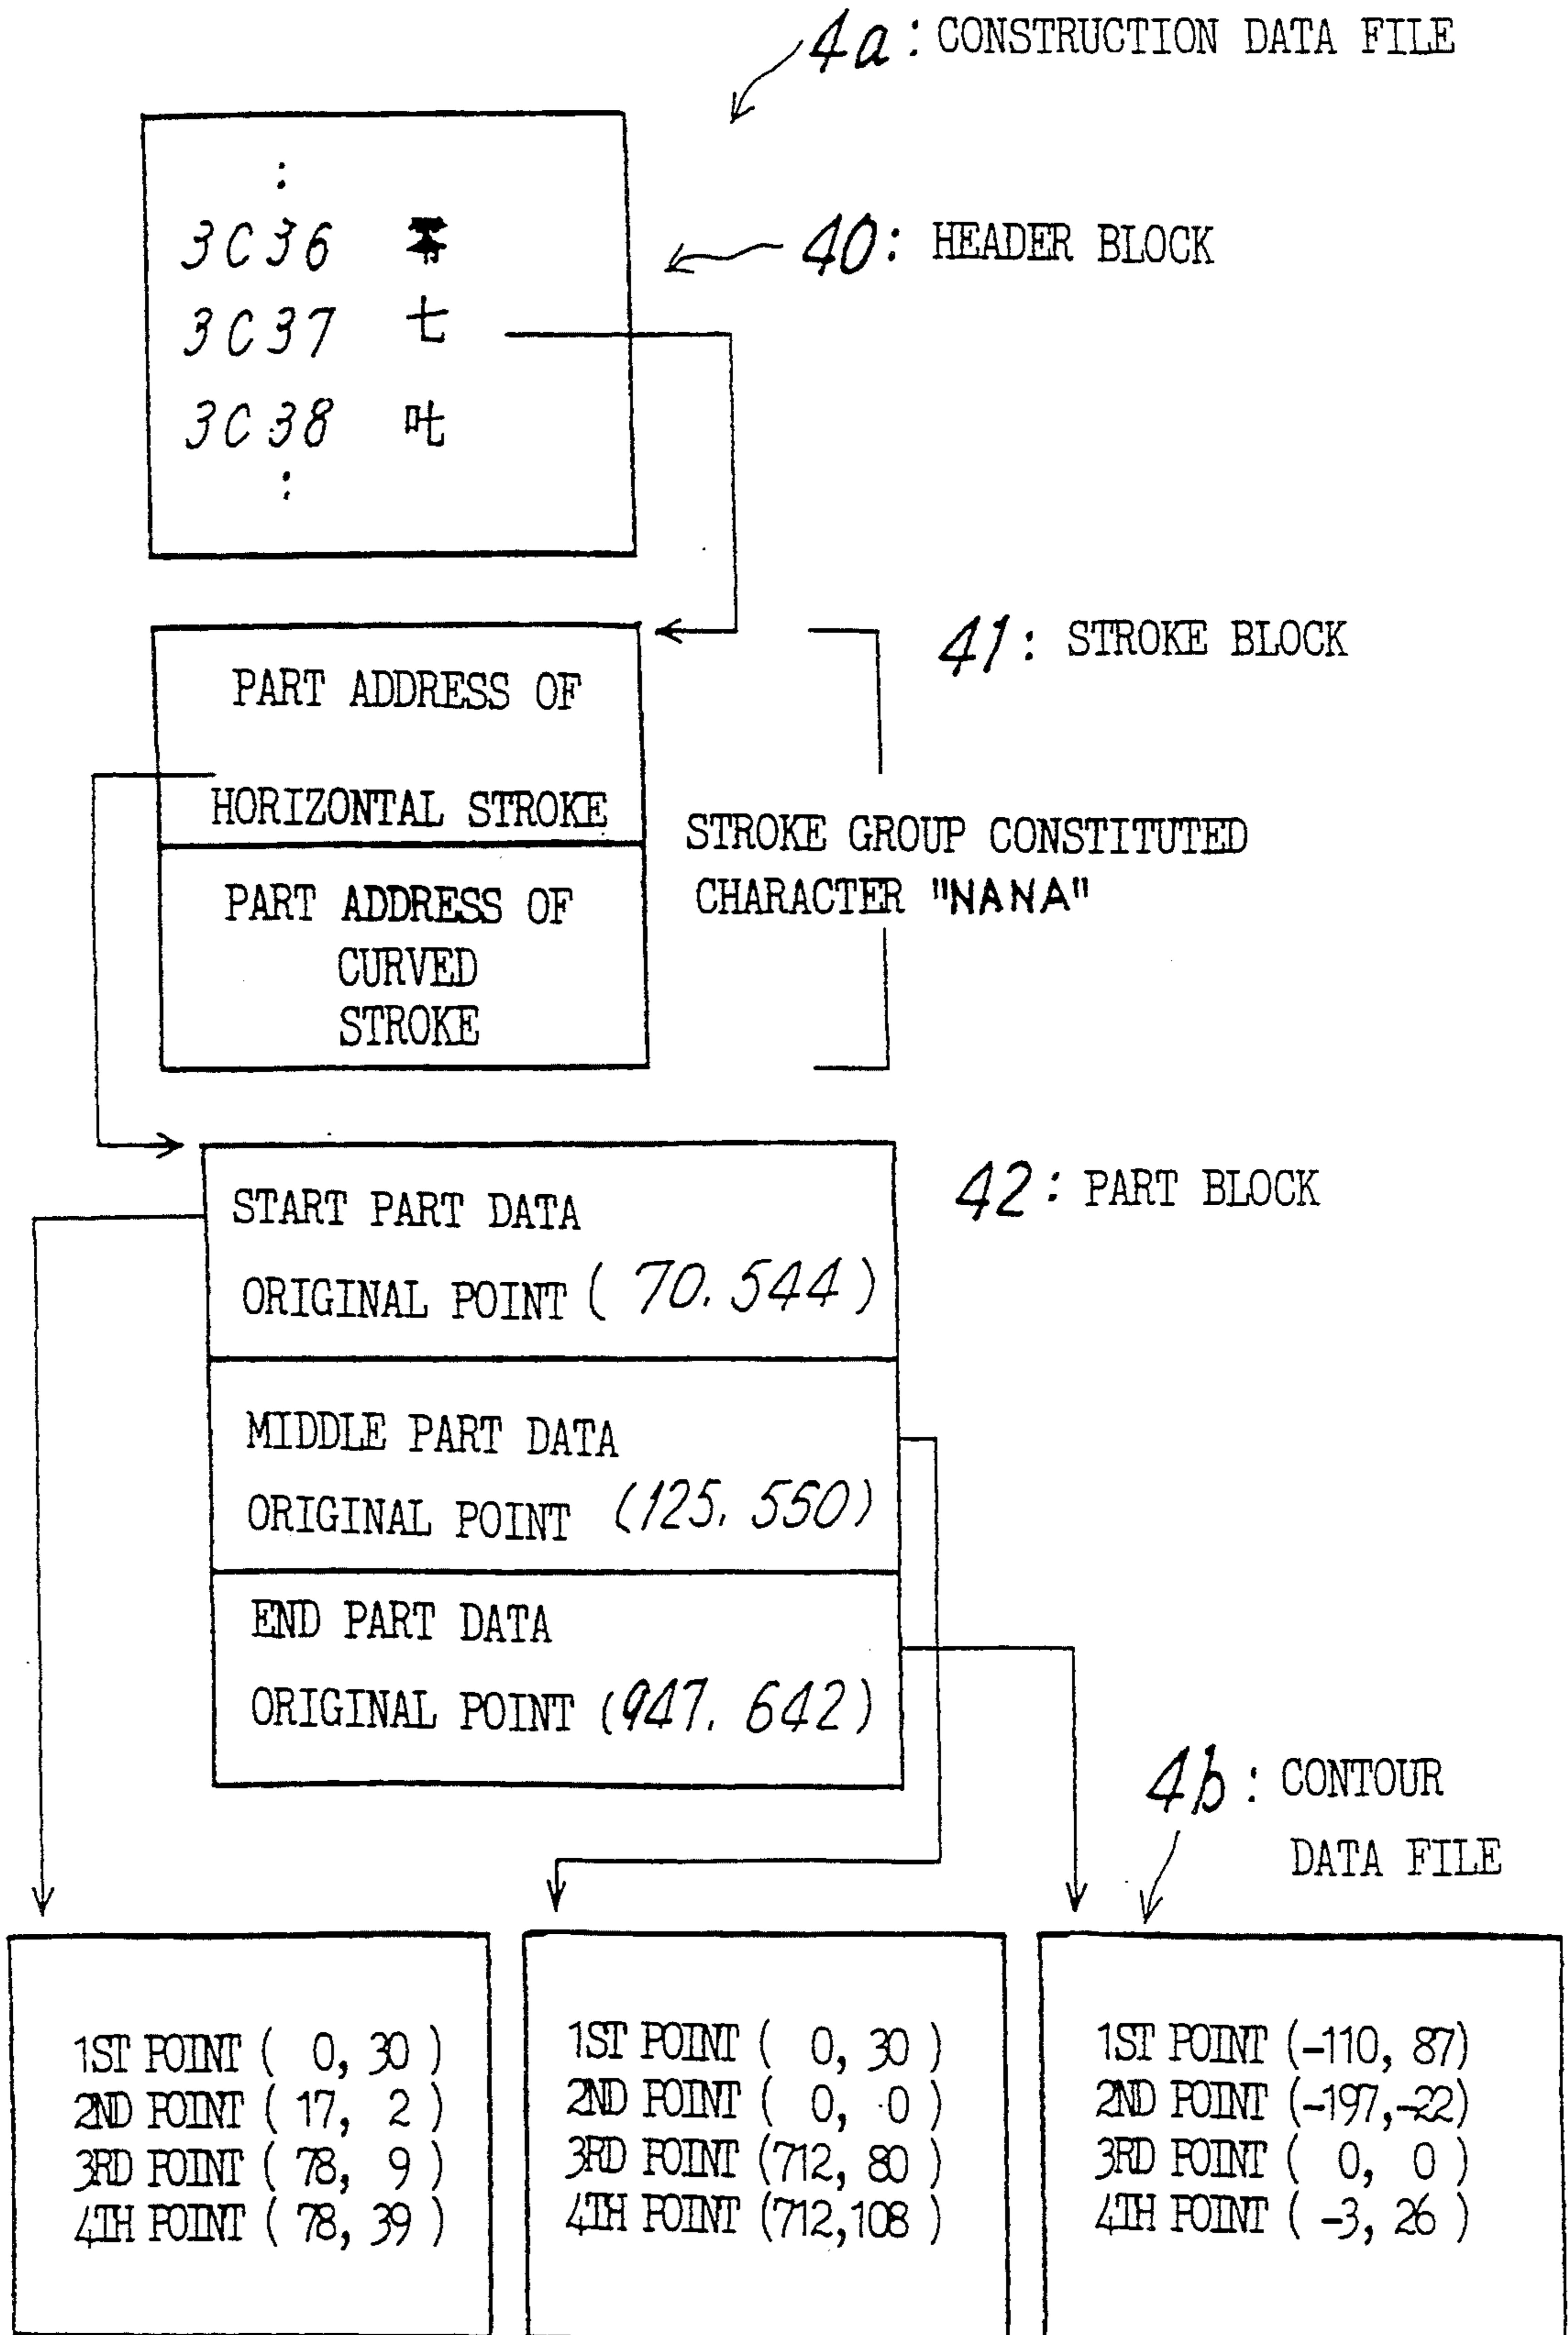 4a : CONSTRUCTION DATA FILE
:
3C36
3C37 七
3C38 叱
:
40: HEADER BLOCK
41: STROKE BLOCK
PART ADDRESS OF
HORIZONTAL STROKE
PART ADDRESS OF
CURVED
STROKE
STROKE GROUP CONSTITUTED
CHARACTER "NANA"
42: PART BLOCK
START PART DATA
ORIGINAL POINT ( 70. 544 )
MIDDLE PART DATA
ORIGINAL POINT (125. 550)
END PART DATA
ORIGINAL POINT (947. 642)
4b : CONTOUR
DATA FILE
1ST POINT ( 0, 30 )
2ND POINT ( 17, 2 )
3RD POINT ( 78, 9 )
4TH POINT ( 78, 39 )
1ST POINT ( 0, 30 )
2ND POINT ( 0, 0 )
3RD POINT (712, 80 )
4TH POINT (712,108 )
1ST POINT (-110, 87)
2ND POINT (-197,-22)
3RD POINT ( 0, 0 )
4TH POINT ( -3, 26 )